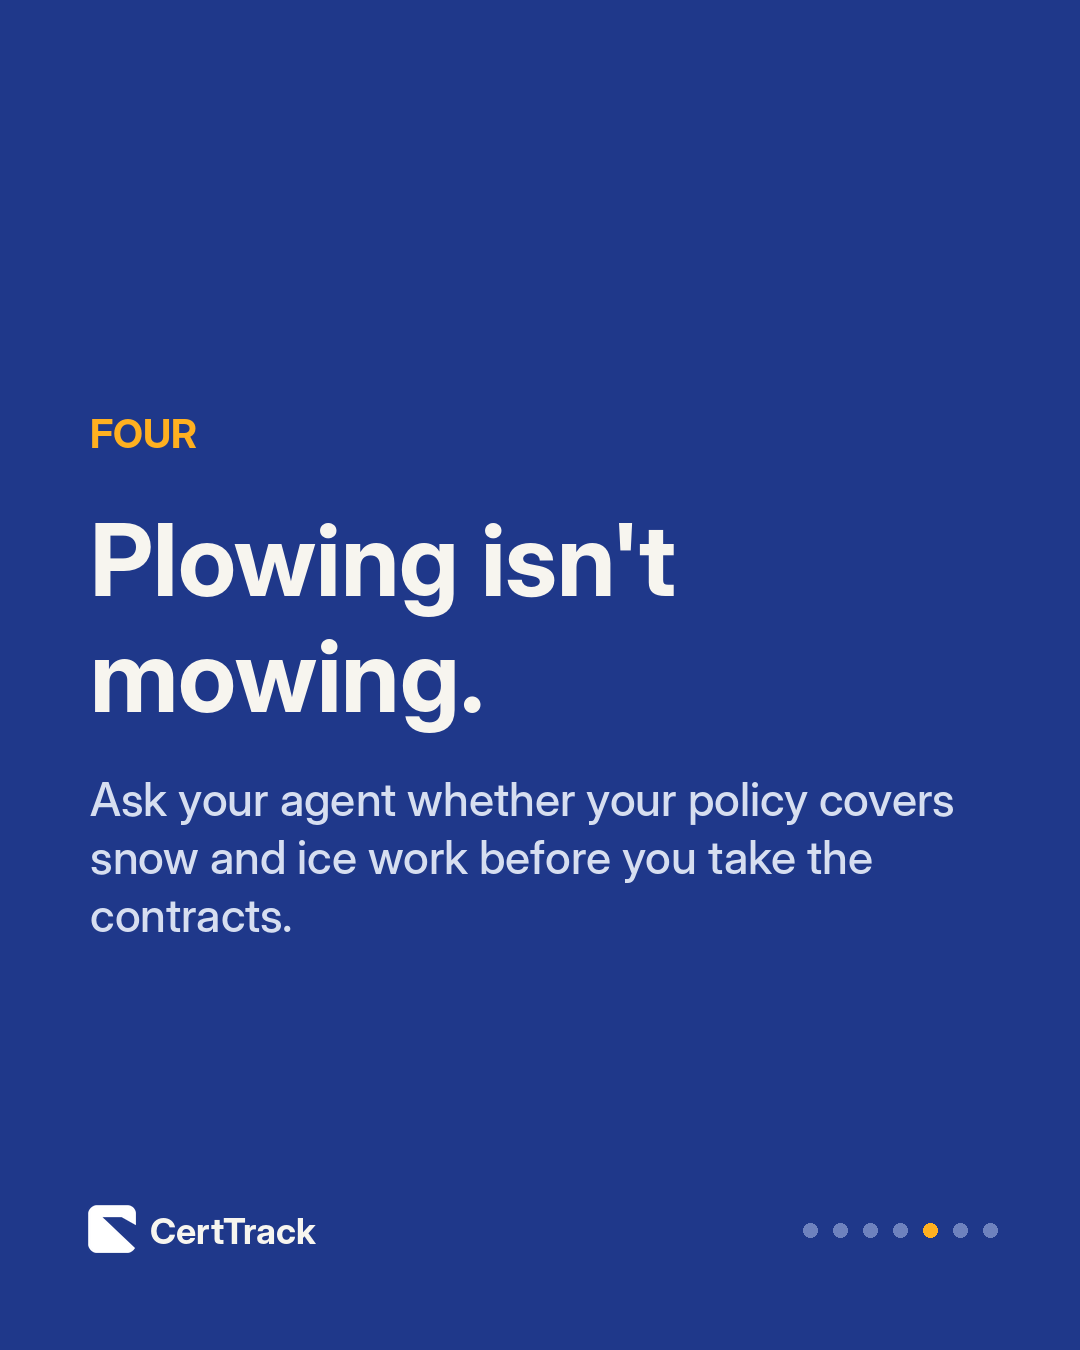 FOUR
Plowing isn't
mowing.
Ask your agent whether your policy covers
snow and ice work before you take the
contracts.
CertTrack